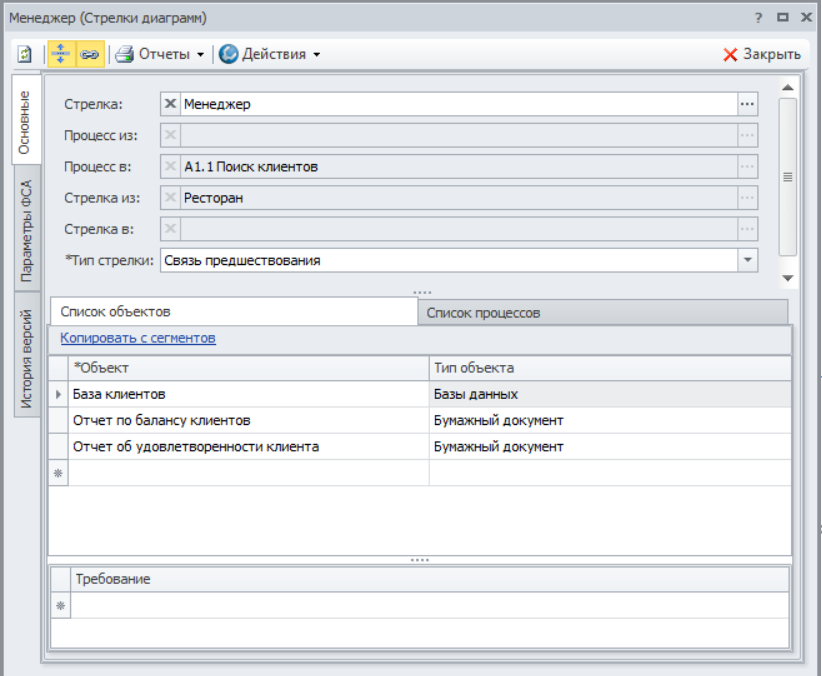 Менеджер (Стрелки диаграмм)
Отчеты Действия Закрыть
Основные
Параметры ФСА
История версий
Стрелка: Менеджер
Процесс из:
Процесс в: A1.1 Поиск клиентов
Стрелка из: Ресторан
Стрелка в:
*Тип стрелки: Связь предшествования
Список объектов Список процессов
Копировать с сегментов
*Объект Тип объекта
База клиентов Базы данных
Отчет по балансу клиентов Бумажный документ
Отчет об удовлетворенности клиента Бумажный документ
Требование